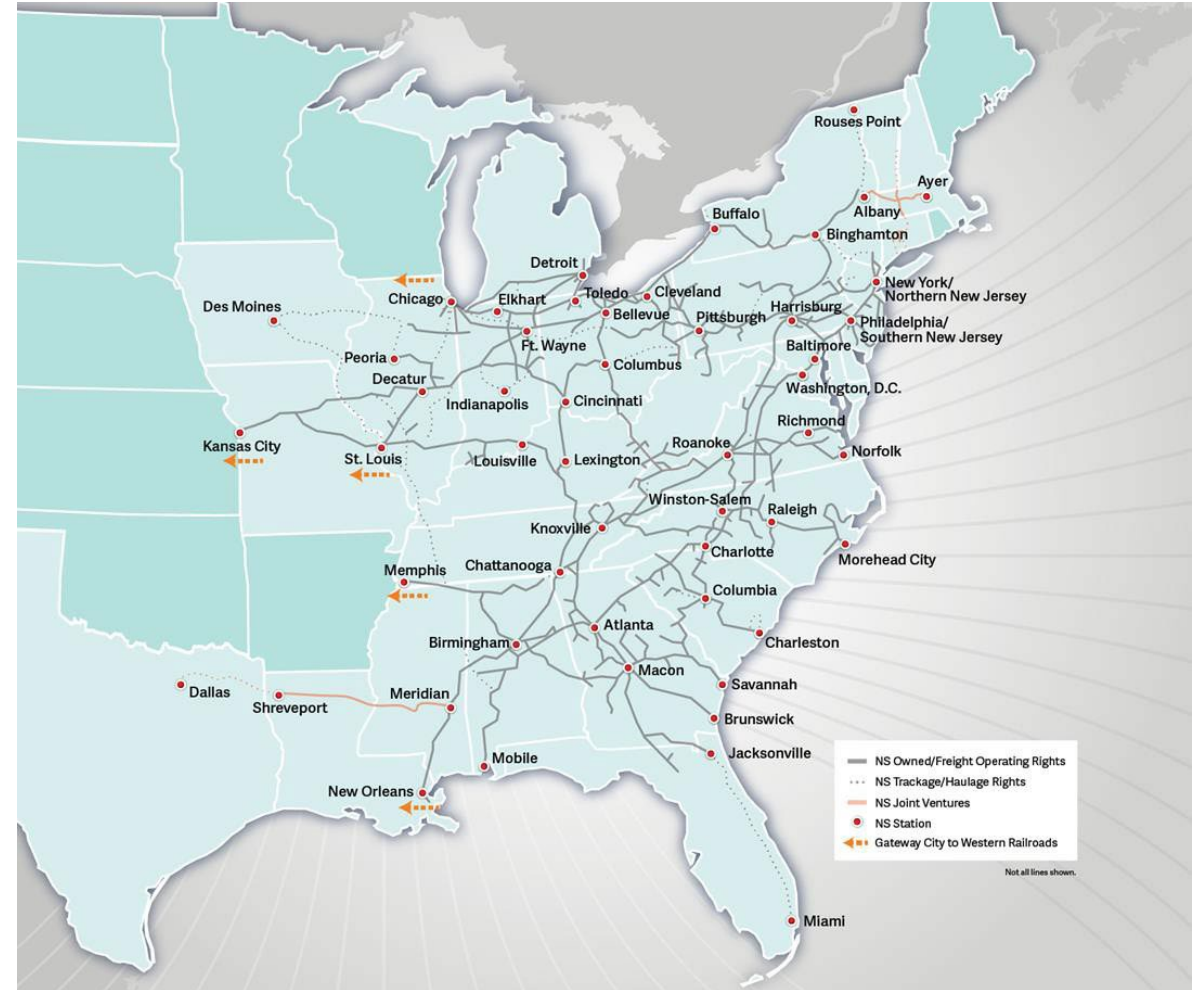 Rouses Point
Ayer
Albany
Buffalo
Binghamton
Detroit
New York/
Northern New Jersey
Chicago
Elkhart
Toledo
Cleveland
Des Moines
Bellevue
Pittsburgh
Harrisburg
Philadelphia/
Southern New Jersey
Ft. Wayne
Baltimore
Peoria
Columbus
Decatur
Washington, D.C.
Indianapolis
Cincinnati
Richmond
Kansas City
St. Louis
Louisville
Lexington
Roanoke
Norfolk
Winston-Salem
Raleigh
Knoxville
Charlotte
Morehead City
Chattanooga
Memphis
Columbia
Atlanta
Birmingham
Charleston
Macon
Dallas
Shreveport
Meridian
Savannah
Brunswick
Jacksonville
Mobile
New Orleans
NS Owned/Freight Operating Rights
NS Trackage/Haulage Rights
NS Joint Ventures
NS Station
Gateway City to Western Railroads
Not all lines shown.
Miami